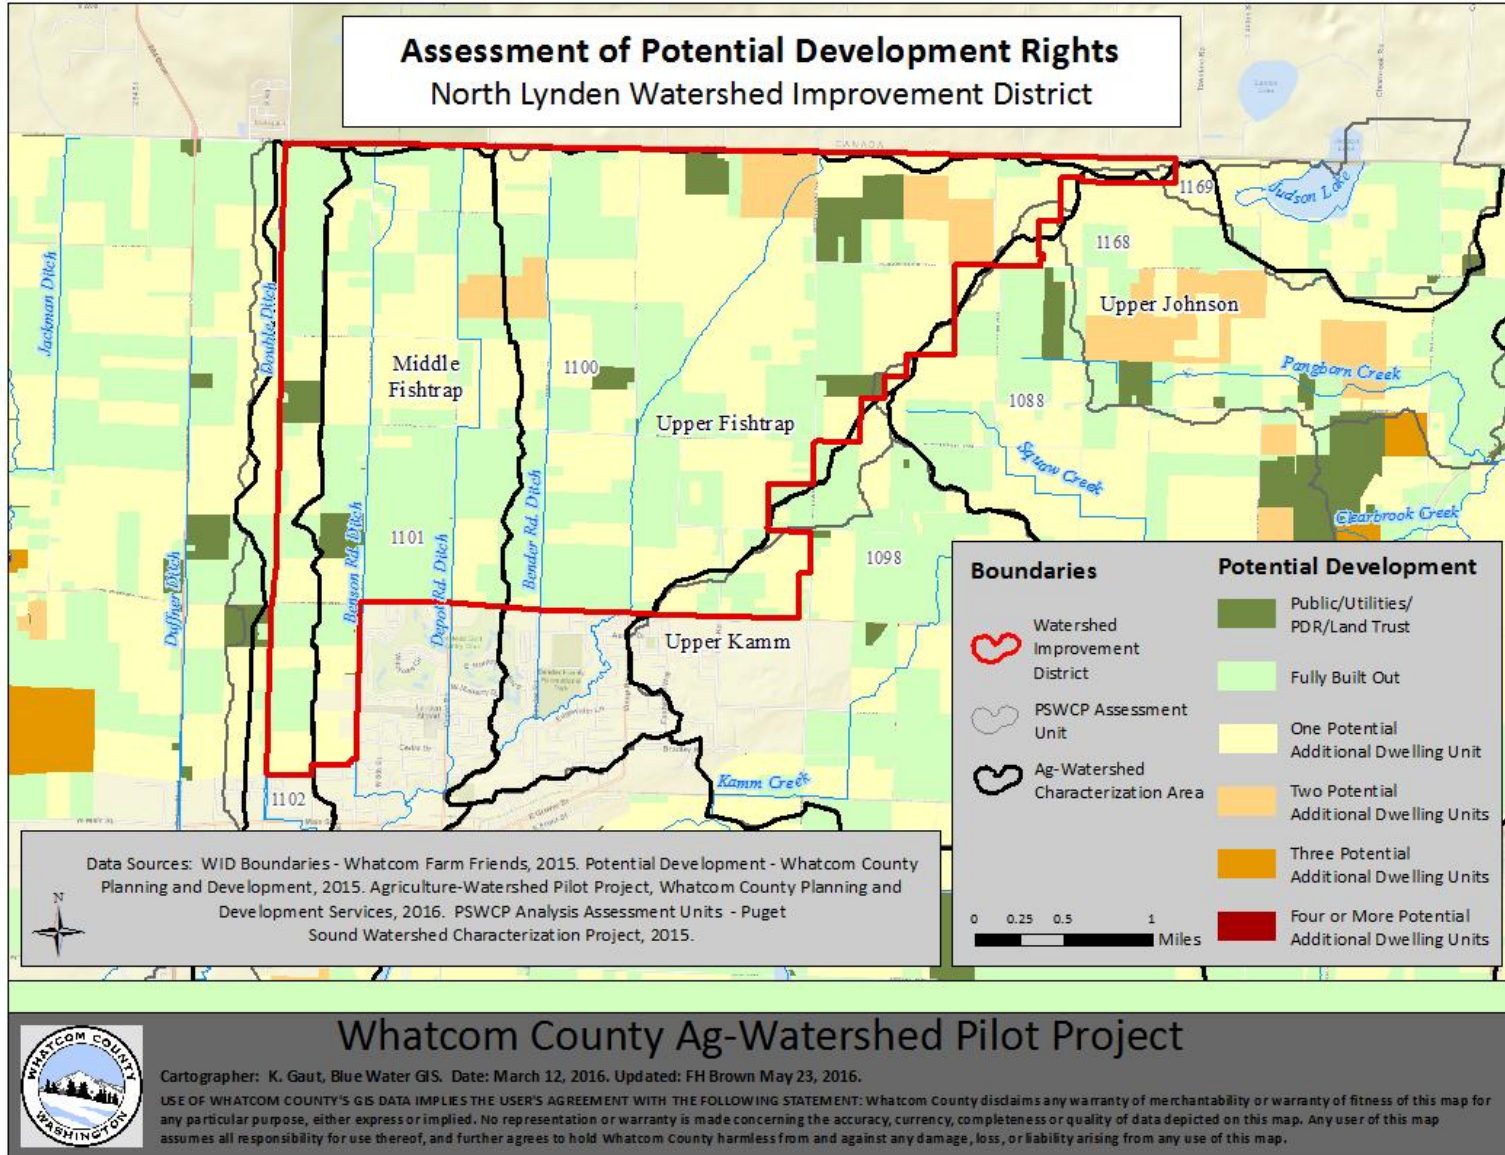 Assessment of Potential Development Rights
North Lynden Watershed Improvement District
CANADA
Judson Lake
1169
1168
Jackman Ditch
Double Ditch
Upper Johnson
Middle
Fishtrap
1100
Pangborn Creek
1088
Upper Fishtrap
Squaw Creek
Bender Rd. Ditch
Clearbrook Creek
1101
Benson Rd. Ditch
Depot Rd. Ditch
1098
Duffner Ditch
Upper Kamm
Kamm Creek
1102
Boundaries
Watershed
Improvement
District
PSWCP Assessment
Unit
Ag-Watershed
Characterization Area
0 0.25 0.5 1
Miles
Potential Development
Public/Utilities/
PDR/Land Trust
Fully Built Out
One Potential
Additional Dwelling Unit
Two Potential
Additional Dwelling Units
Three Potential
Additional Dwelling Units
Four or More Potential
Additional Dwelling Units
Data Sources: WID Boundaries - Whatcom Farm Friends, 2015. Potential Development - Whatcom County
Planning and Development, 2015. Agriculture-Watershed Pilot Project, Whatcom County Planning and
Development Services, 2016. PSWCP Analysis Assessment Units - Puget
Sound Watershed Characterization Project, 2015.
N
Whatcom County Ag-Watershed Pilot Project
WHATCOM COUNTY
WASHINGTON
Cartographer: K. Gaut, Blue Water GIS. Date: March 12, 2016. Updated: FH Brown May 23, 2016.
USE OF WHATCOM COUNTY'S GIS DATA IMPLIES THE USER'S AGREEMENT WITH THE FOLLOWING STATEMENT: Whatcom County disclaims any warranty of merchantability or warranty of fitness of this map for
any particular purpose, either express or implied. No representation or warranty is made concerning the accuracy, currency, completeness or quality of data depicted on this map. Any user of this map
assumes all responsibility for use thereof, and further agrees to hold Whatcom County harmless from and against any damage, loss, or liability arising from any use of this map.